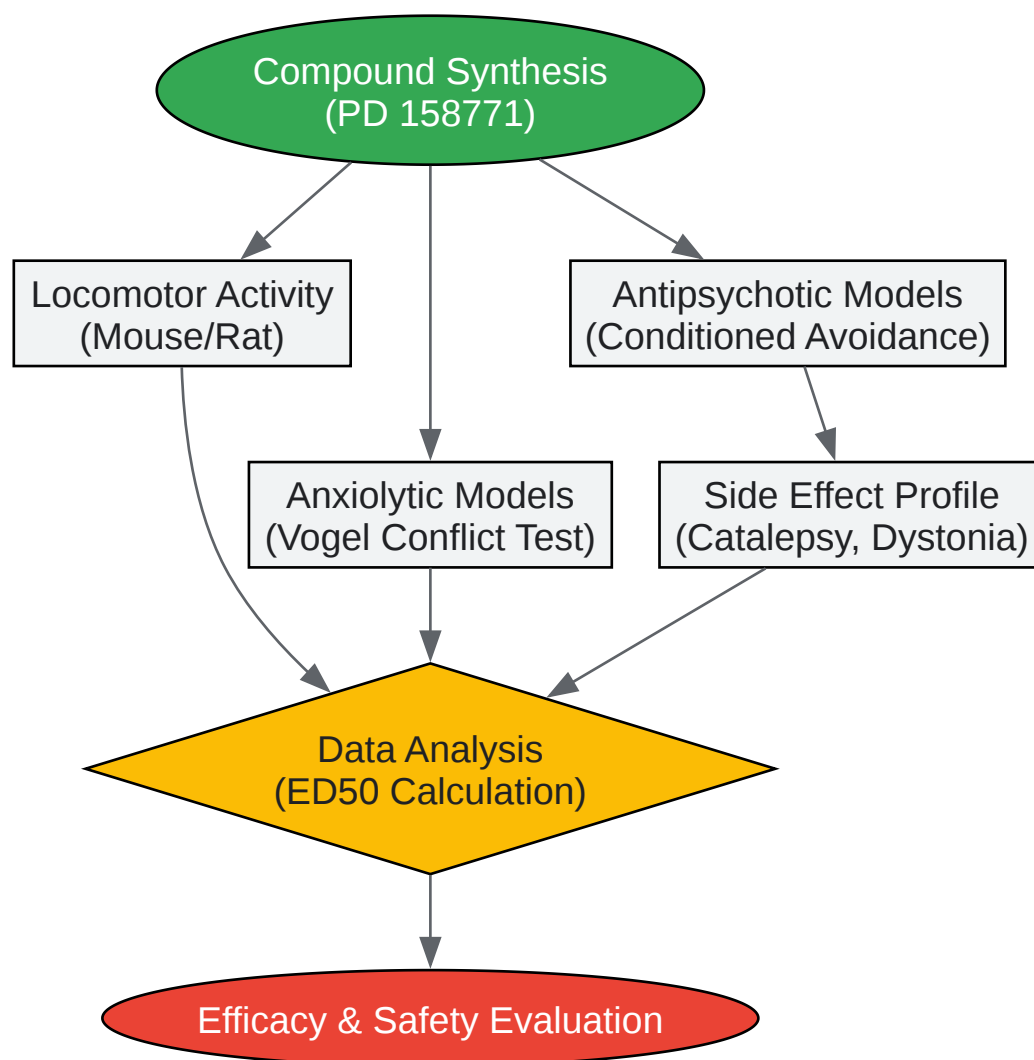 Compound Synthesis
(PD 158771)
Locomotor Activity
(Mouse/Rat)
Antipsychotic Models
(Conditioned Avoidance)
Anxiolytic Models
(Vogel Conflict Test)
Side Effect Profile
(Catalepsy, Dystonia)
Data Analysis
(ED50 Calculation)
Efficacy & Safety Evaluation